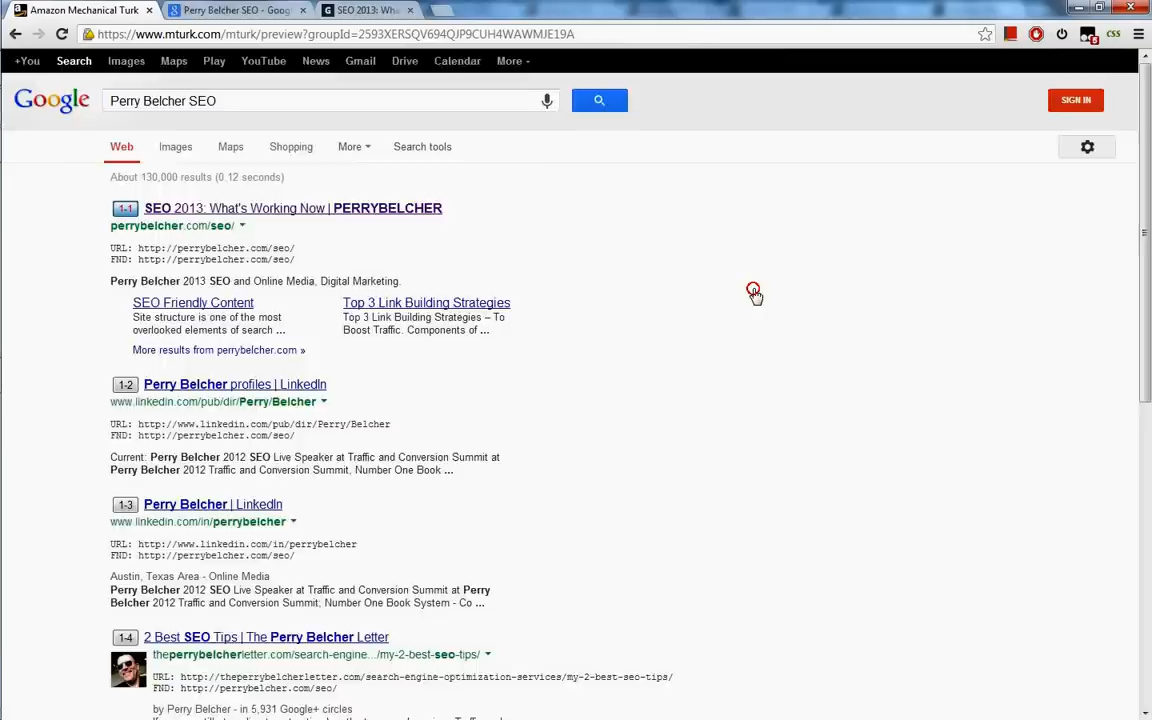 Amazon Mechanical Turk
Perry Belcher SEO - Goog
SEO 2013: Wha
https://www.mturk.com/mturk/preview?groupId=2593XERSQV694QJP9CUH4WAWMJE19A
CSS
+You Search Images Maps Play YouTube News Gmail Drive Calendar More
Google
Perry Belcher SEO
SIGN IN
Web Images Maps Shopping More Search tools
About 130,000 results (0.12 seconds)
1-1 SEO 2013: What's Working Now | PERRYBELCHER
perrybelcher.com/seo/
URL: http://perrybelcher.com/seo/
FND: http://perrybelcher.com/seo/
Perry Belcher 2013 SEO and Online Media, Digital Marketing.
SEO Friendly Content
Site structure is one of the most
overlooked elements of search ...
Top 3 Link Building Strategies
Top 3 Link Building Strategies – To
Boost Traffic. Components of ...
More results from perrybelcher.com »
1-2 Perry Belcher profiles | LinkedIn
www.linkedin.com/pub/dir/Perry/Belcher
URL: http://www.linkedin.com/pub/dir/Perry/Belcher
FND: http://perrybelcher.com/seo/
Current: Perry Belcher 2012 SEO Live Speaker at Traffic and Conversion Summit at
Perry Belcher 2012 Traffic and Conversion Summit, Number One Book ...
1-3 Perry Belcher | LinkedIn
www.linkedin.com/in/perrybelcher
URL: http://www.linkedin.com/in/perrybelcher
FND: http://perrybelcher.com/seo/
Austin, Texas Area - Online Media
Perry Belcher 2012 SEO Live Speaker at Traffic and Conversion Summit at Perry
Belcher 2012 Traffic and Conversion Summit, Number One Book System - Co ...
1-4 2 Best SEO Tips | The Perry Belcher Letter
theperrybelcherletter.com/search-engine.../my-2-best-seo-tips/
URL: http://theperrybelcherletter.com/search-engine-optimization-services/my-2-best-seo-tips/
FND: http://perrybelcher.com/seo/
by Perry Belcher - in 5,931 Google+ circles